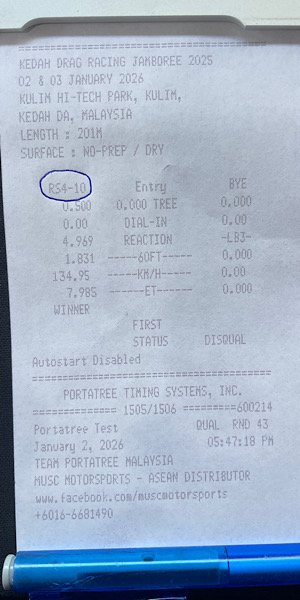 =======================================
KEDAH DRAG RACING JAMBOREE 2025
02 & 03 JANUARY 2026
KULIM HI-TECH PARK, KULIM,
KEDAH DA, MALAYSIA
LENGTH : 201M
SURFACE : NO-PREP / DRY
RS4-10 Entry BYE
0.500 0.000 TREE 0.000
0.00 DIAL-IN 0.00
4.969 REACTION -LB3-
1.831 ------60FT----- 0.000
134.95 ------KM/H----- 0.00
7.985 ------ET------- 0.000
WINNER
FIRST
STATUS DISQUAL
Autostart Disabled
=======================================
PORTATREE TIMING SYSTEMS, INC.
============= 1505/1506 =========600214
Portatree Test QUAL RND 43
January 2, 2026 05:47:18 PM
TEAM PORTATREE MALAYSIA
MUSC MOTORSPORTS - ASEAN DISTRIBUTOR
www.facebook.com/muscmotorsports
+6016-6681490